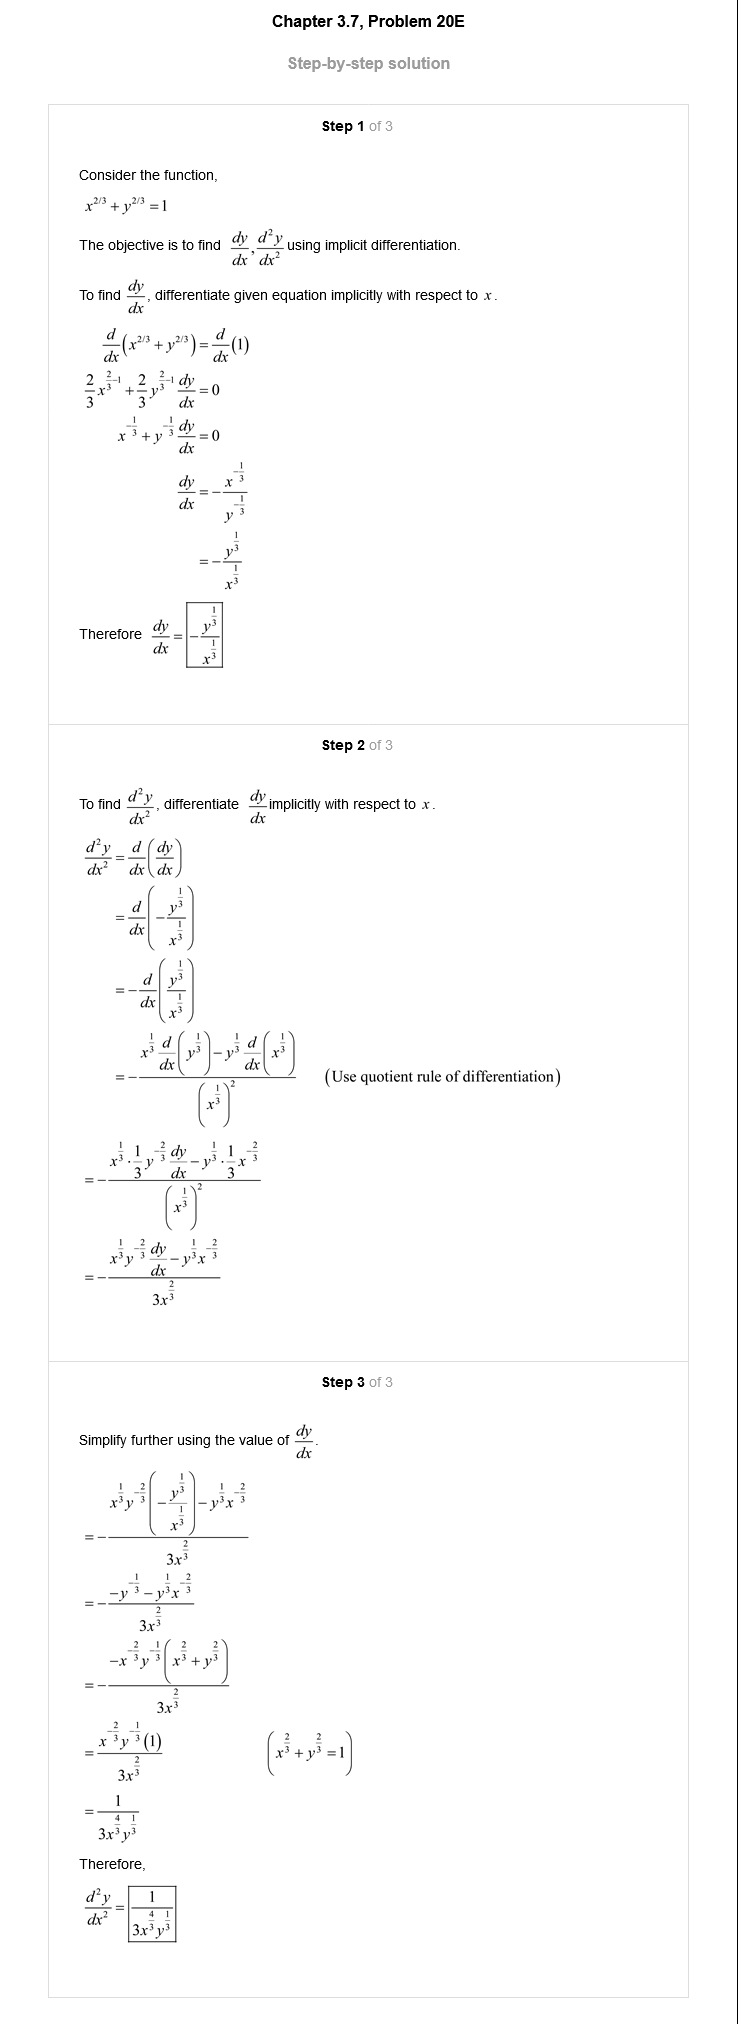 Chapter 3.7, Problem 20E
Step-by-step solution
Step 1 of 3
Consider the function,
x^{2/3} + y^{2/3} = 1
The objective is to find \frac{dy}{dx}, \frac{d^2y}{dx^2} using implicit differentiation.
To find \frac{dy}{dx}, differentiate given equation implicitly with respect to x.
\frac{d}{dx}(x^{2/3} + y^{2/3}) = \frac{d}{dx}(1)
\frac{2}{3}x^{\frac{2}{3}-1} + \frac{2}{3}y^{\frac{2}{3}-1}\frac{dy}{dx} = 0
x^{-\frac{1}{3}} + y^{-\frac{1}{3}}\frac{dy}{dx} = 0
\frac{dy}{dx} = -\frac{x^{-\frac{1}{3}}}{y^{-\frac{1}{3}}}
= -\frac{y^{\frac{1}{3}}}{x^{\frac{1}{3}}}
Therefore \frac{dy}{dx} = -\frac{y^{\frac{1}{3}}}{x^{\frac{1}{3}}}
Step 2 of 3
To find \frac{d^2y}{dx^2}, differentiate \frac{dy}{dx} implicitly with respect to x.
\frac{d^2y}{dx^2} = \frac{d}{dx}\left(\frac{dy}{dx}\right)
= \frac{d}{dx}\left(-\frac{y^{\frac{1}{3}}}{x^{\frac{1}{3}}}\right)
= -\frac{d}{dx}\left(\frac{y^{\frac{1}{3}}}{x^{\frac{1}{3}}}\right)
= -\frac{x^{\frac{1}{3}}\frac{d}{dx}\left(y^{\frac{1}{3}}\right) - y^{\frac{1}{3}}\frac{d}{dx}\left(x^{\frac{1}{3}}\right)}{\left(x^{\frac{1}{3}}\right)^2} (Use quotient rule of differentiation)
= -\frac{x^{\frac{1}{3}} \cdot \frac{1}{3}y^{-\frac{2}{3}}\frac{dy}{dx} - y^{\frac{1}{3}} \cdot \frac{1}{3}x^{-\frac{2}{3}}}{\left(x^{\frac{1}{3}}\right)^2}
= -\frac{x^{\frac{1}{3}}y^{-\frac{2}{3}}\frac{dy}{dx} - y^{\frac{1}{3}}x^{-\frac{2}{3}}}{3x^{\frac{2}{3}}}
Step 3 of 3
Simplify further using the value of \frac{dy}{dx}.
= -\frac{x^{\frac{1}{3}}y^{-\frac{2}{3}}\left(-\frac{y^{\frac{1}{3}}}{x^{\frac{1}{3}}}\right) - y^{\frac{1}{3}}x^{-\frac{2}{3}}}{3x^{\frac{2}{3}}}
= -\frac{-y^{-\frac{1}{3}} - y^{\frac{1}{3}}x^{-\frac{2}{3}}}{3x^{\frac{2}{3}}}
= -\frac{-x^{-\frac{2}{3}}y^{-\frac{1}{3}}\left(x^{\frac{2}{3}} + y^{\frac{2}{3}}\right)}{3x^{\frac{2}{3}}}
= \frac{x^{-\frac{2}{3}}y^{-\frac{1}{3}}(1)}{3x^{\frac{2}{3}}} \left(x^{\frac{2}{3}} + y^{\frac{2}{3}} = 1\right)
= \frac{1}{3x^{\frac{4}{3}}y^{\frac{1}{3}}}
Therefore,
\frac{d^2y}{dx^2} = \frac{1}{3x^{\frac{4}{3}}y^{\frac{1}{3}}}